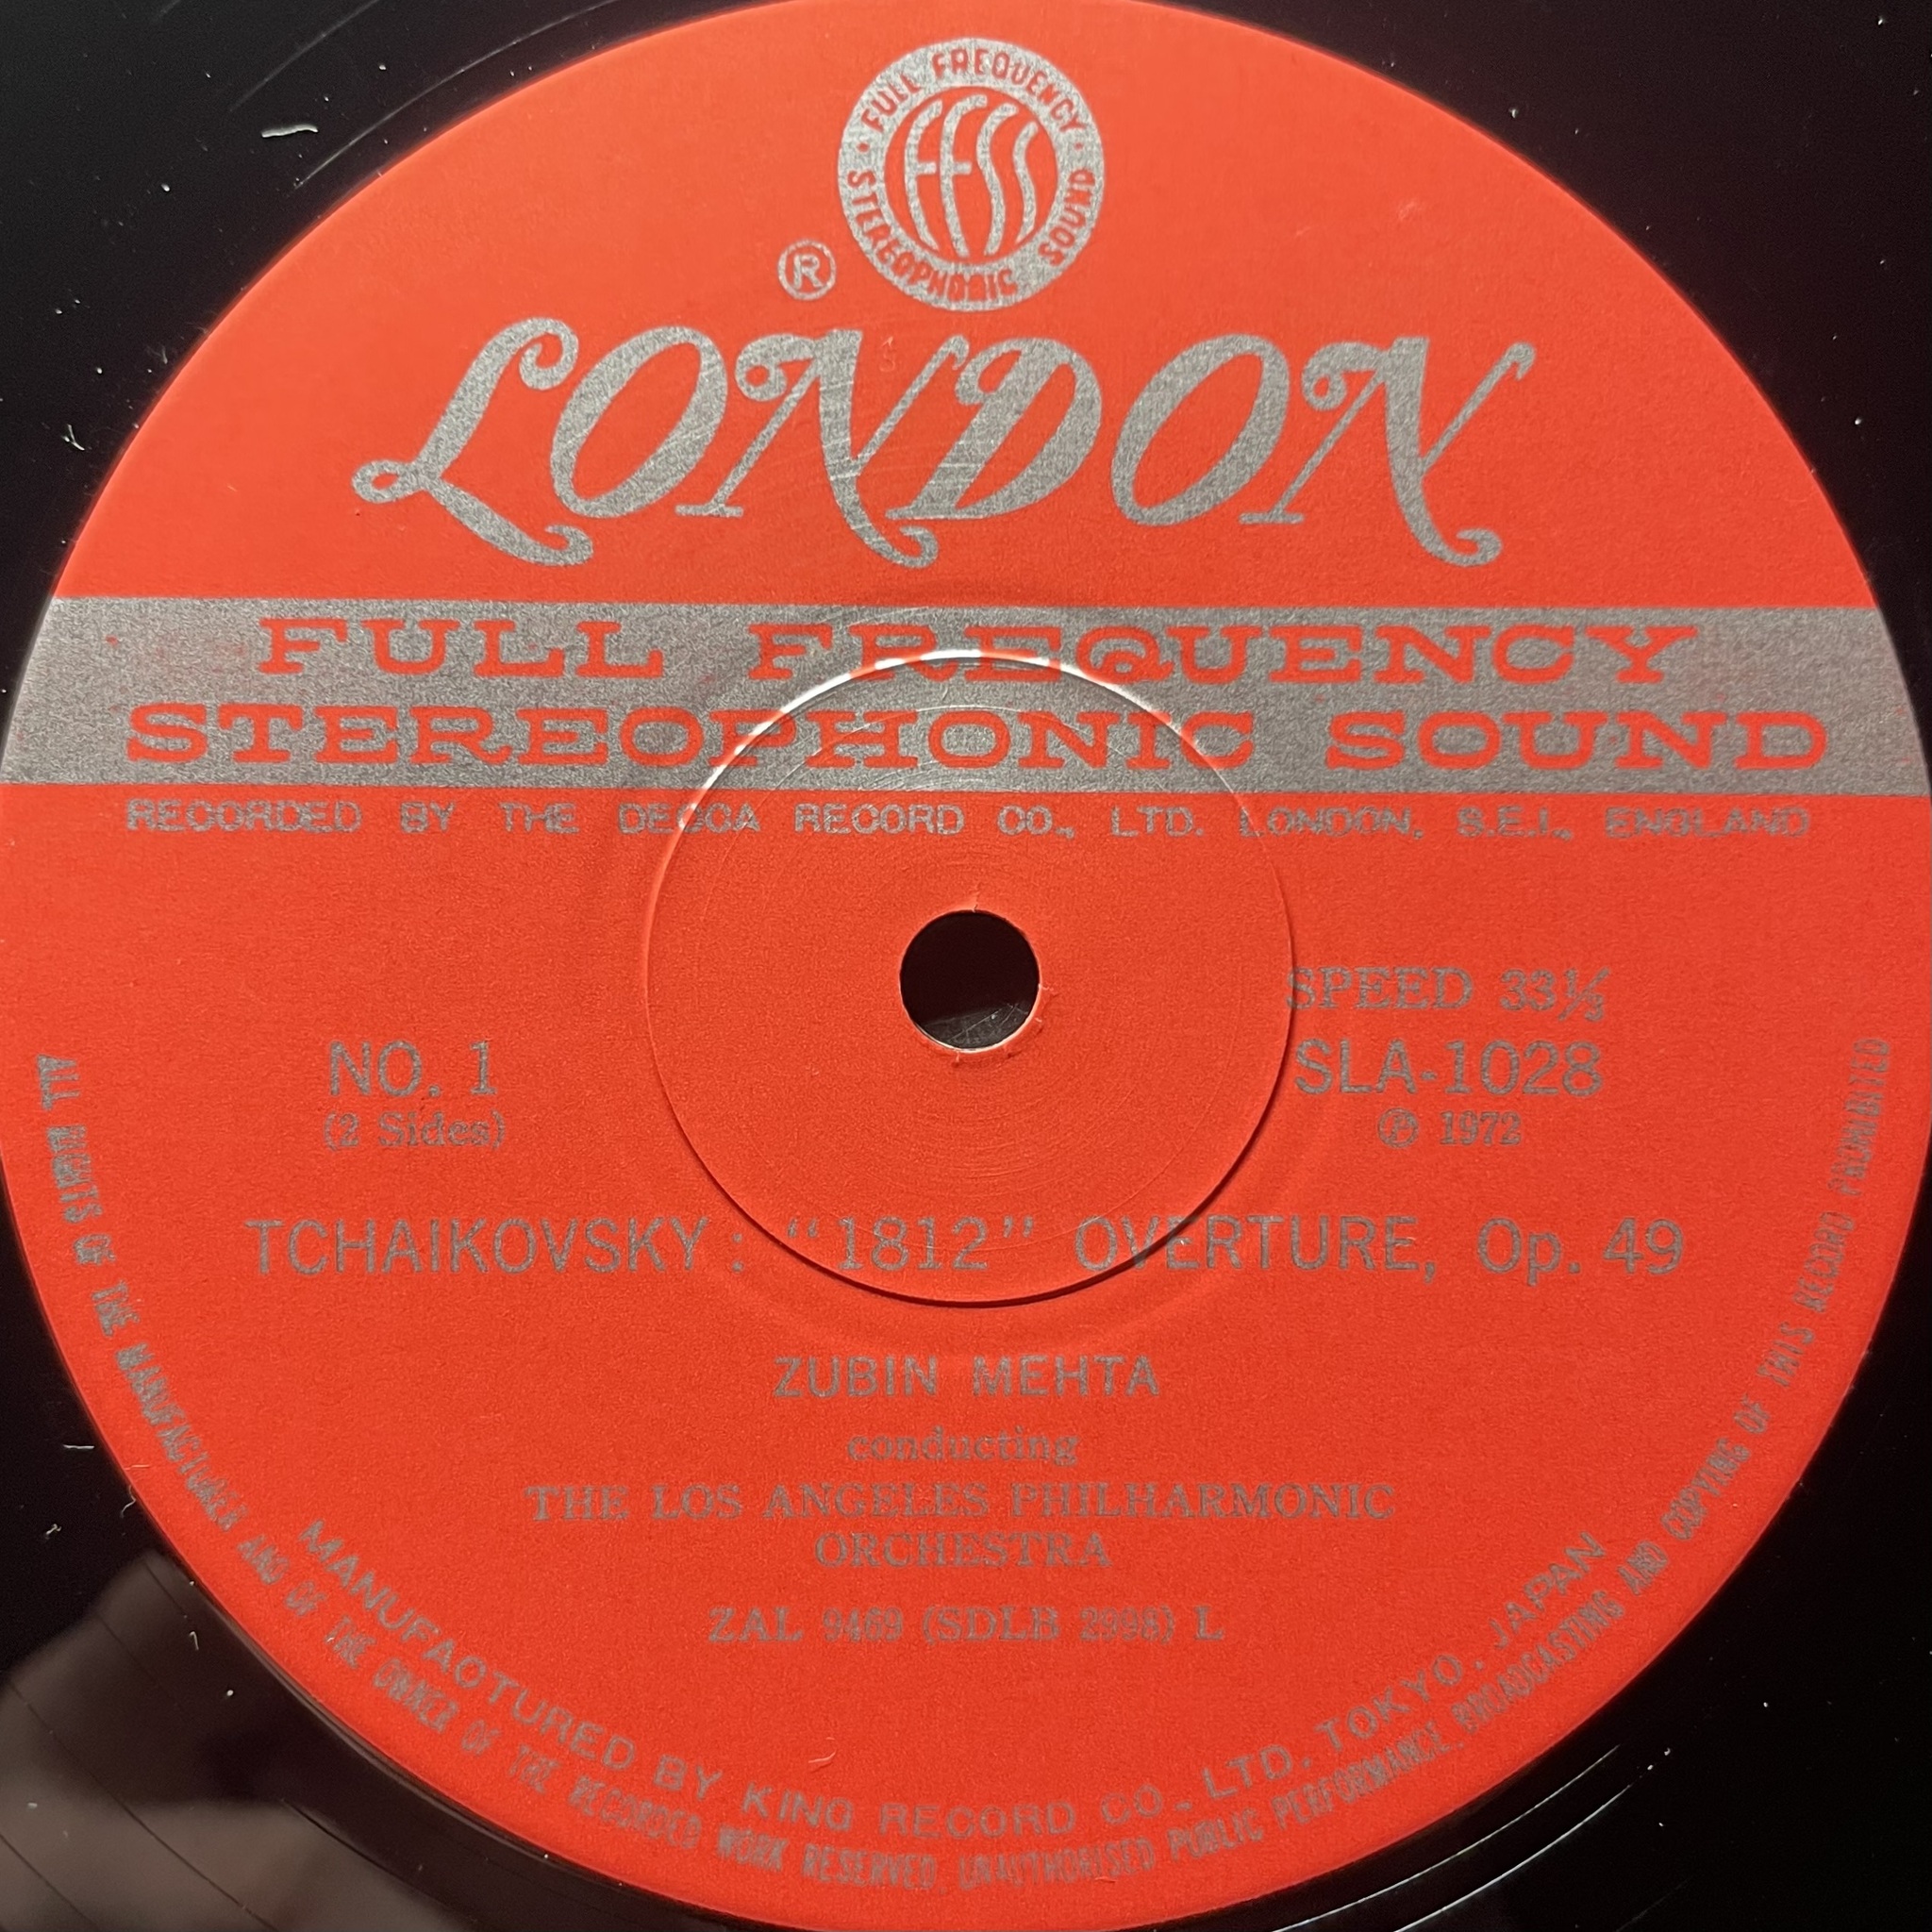 FULL FREQUENCY
STEREOPHONIC SOUND
FFSS
®
LONDON
FULL FREQUENCY
STEREOPHONIC SOUND
RECORDED BY THE DECCA RECORD CO., LTD. LONDON, S.E.I., ENGLAND
SPEED 33⅓
NO. 1
SLA-1028
(2 Sides)
℗ 1972
TCHAIKOVSKY : “1812” OVERTURE, Op. 49
ZUBIN MEHTA
conducting
THE LOS ANGELES PHILHARMONIC
ORCHESTRA
ZAL 9469 (SDLB 2998) L
MANUFACTURED BY KING RECORD CO., LTD. TOKYO. JAPAN
ALL RIGHTS OF THE MANUFACTURER AND OF THE OWNER OF THE RECORDED WORK RESERVED. UNAUTHORISED PUBLIC PERFORMANCE, BROADCASTING AND COPYING OF THIS RECORD PROHIBITED